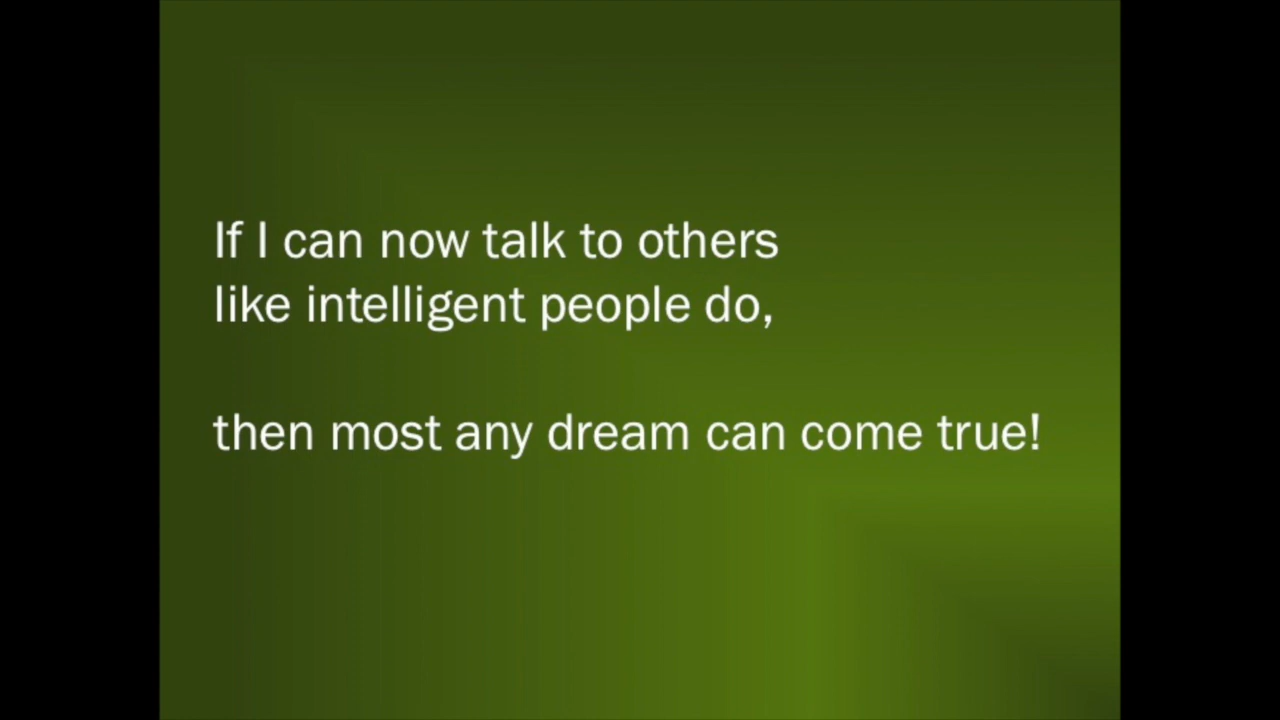 If I can now talk to others
like intelligent people do,
then most any dream can come true!